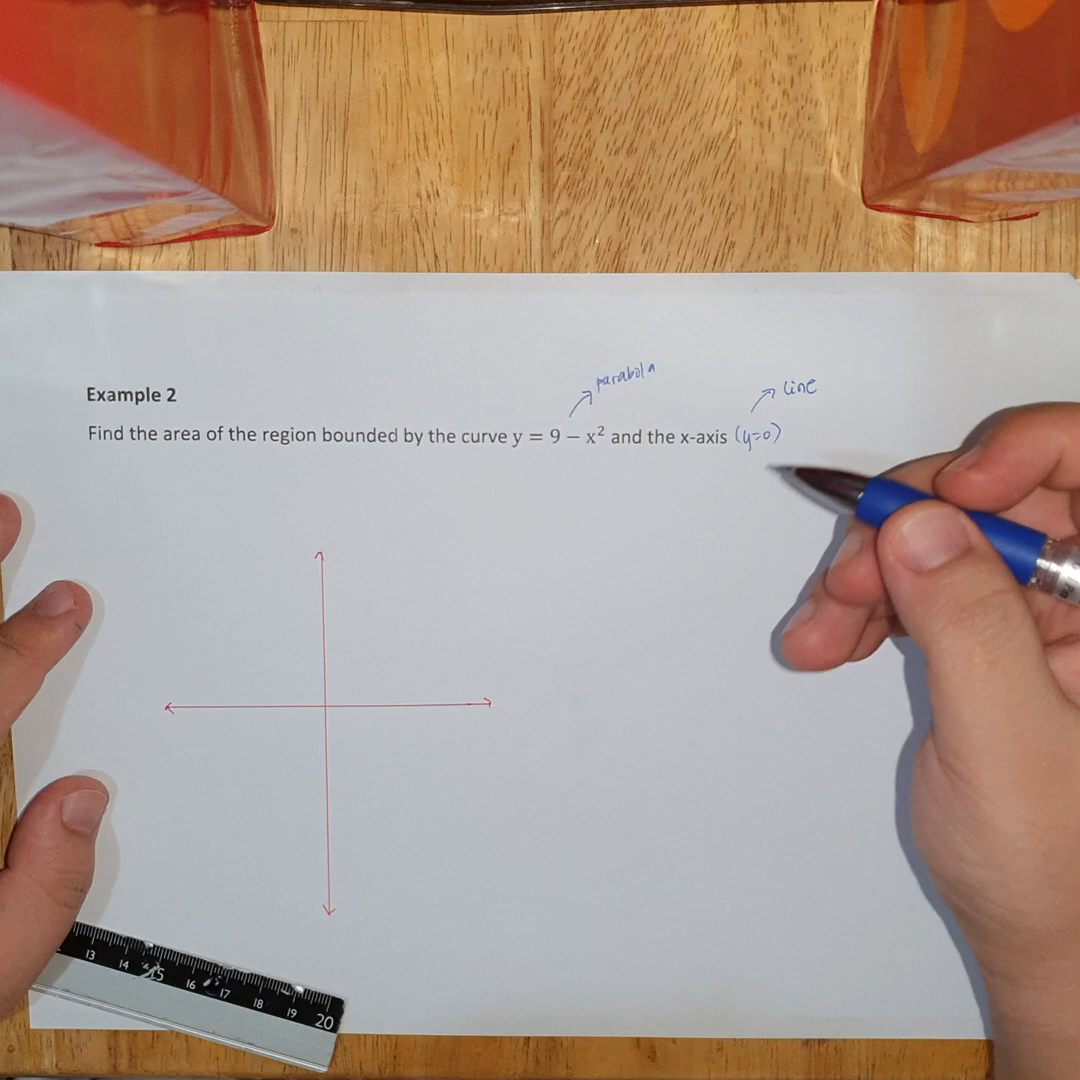 parabola
line
Example 2
Find the area of the region bounded by the curve y = 9 – x² and the x-axis (y=0)
13 14 15 16 17 18 19 20